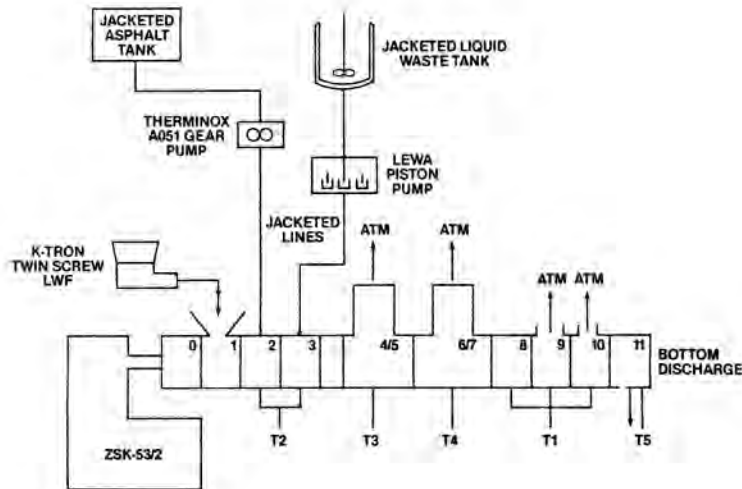 JACKETED
ASPHALT
TANK
JACKETED LIQUID
WASTE TANK
THERMINOX
A051 GEAR
PUMP
LEWA
PISTON
PUMP
JACKETED
LINES
ATM
ATM
K-TRON
TWIN SCREW
LWF
ATM
ATM
0
1
2
3
4/5
6/7
8
9
10
11
BOTTOM
DISCHARGE
T2
T3
T4
T1
T5
ZSK-53/2